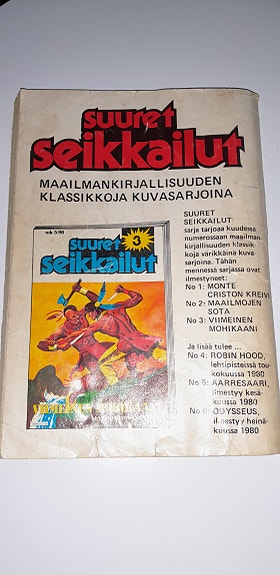 suuret
seikkailut
MAAILMANKIRJALLISUUDEN
KLASSIKKOJA KUVASARJOINA
mk 5:90
3
suuret
seikkailut
SUURET
SEIKKAILUT
sarja tarjoaa kuudessa
numerossaan maailman-
kirjallisuuden klassik-
koja värikkäinä kuva-
sarjoina. Tähän
mennessä sarjassa ovat
ilmestyneet:
No 1: MONTE
CRISTON KREIVI
No 2: MAAILMOJEN
SOTA
No 3: VIIMEINEN
MOHIKAANI
Ja lisää tulee ...
No 4: ROBIN HOOD,
lehtipisteissä tou-
kokuussa 1980
No 5: AARRESAARI,
ilmestyy kesä-
kuussa 1980
No 6: ODYSSEUS,
ilmestyy heinä-
kuussa 1980